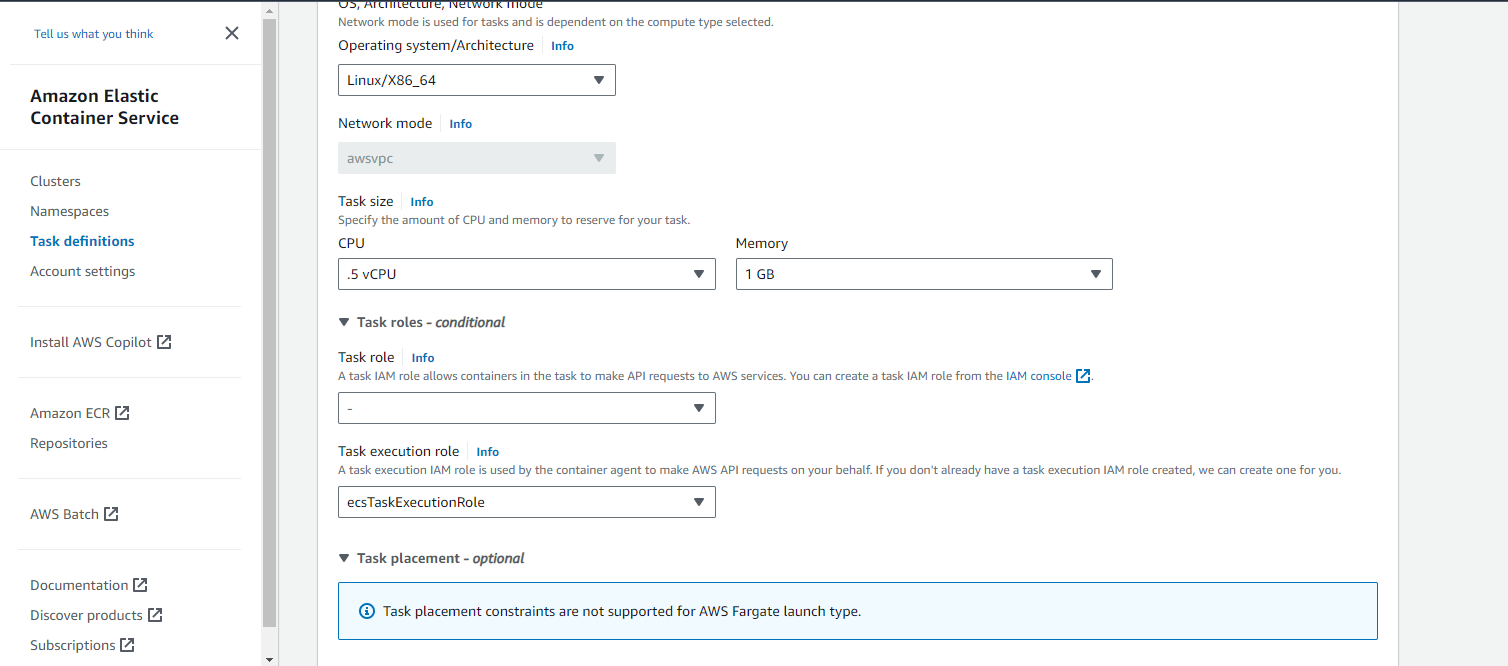 Tell us what you think
Amazon Elastic
Container Service
Clusters
Namespaces
Task definitions
Account settings
Install AWS Copilot
Amazon ECR
Repositories
AWS Batch
Documentation
Discover products
Subscriptions
OS, Architecture, Network mode
Network mode is used for tasks and is dependent on the compute type selected.
Operating system/Architecture Info
Linux/X86_64
Network mode Info
awsvpc
Task size Info
Specify the amount of CPU and memory to reserve for your task.
CPU Memory
.5 vCPU 1 GB
Task roles - conditional
Task role Info
A task IAM role allows containers in the task to make API requests to AWS services. You can create a task IAM role from the IAM console.
-
Task execution role Info
A task execution IAM role is used by the container agent to make AWS API requests on your behalf. If you don't already have a task execution IAM role created, we can create one for you.
ecsTaskExecutionRole
Task placement - optional
Task placement constraints are not supported for AWS Fargate launch type.